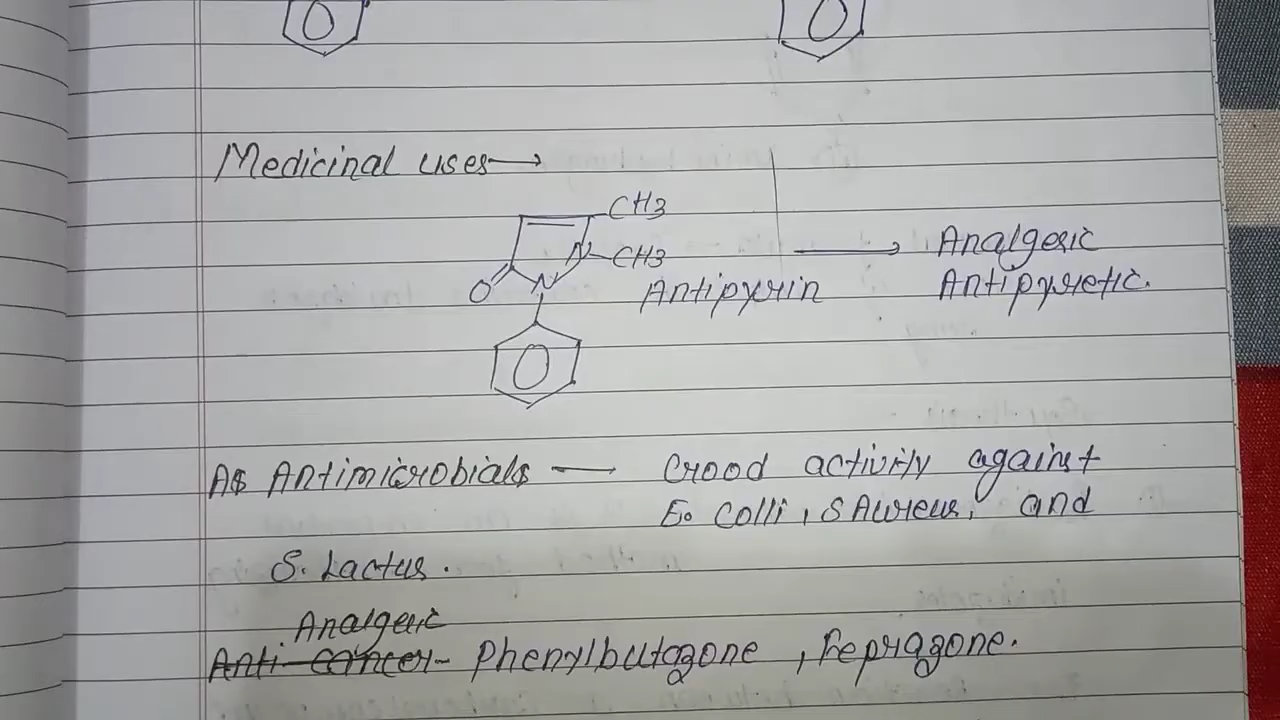 Medicinal uses→
CH3
N-CH3
O N
Antipyrin → Analgesic
Antipyretic.
As Antimicrobials — Good activity against
E. Colli, S Aureus, and
S. Lactus.
Analgesic
Anti-cancer- Phenylbutazone, Feprazone.